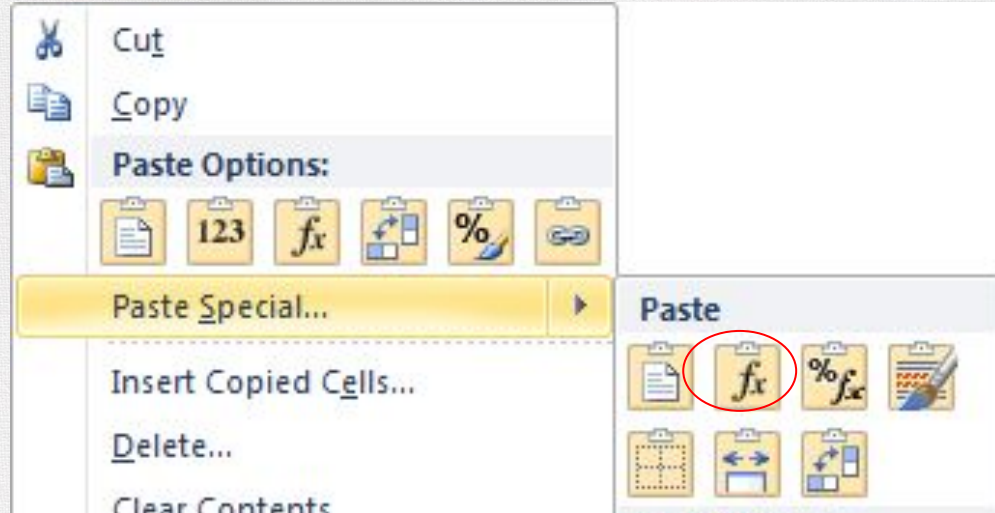 Cut
Copy
Paste Options:
123 fx %
Paste Special...
Paste
fx %fx
Insert Copied Cells...
Delete...
Clear Contents